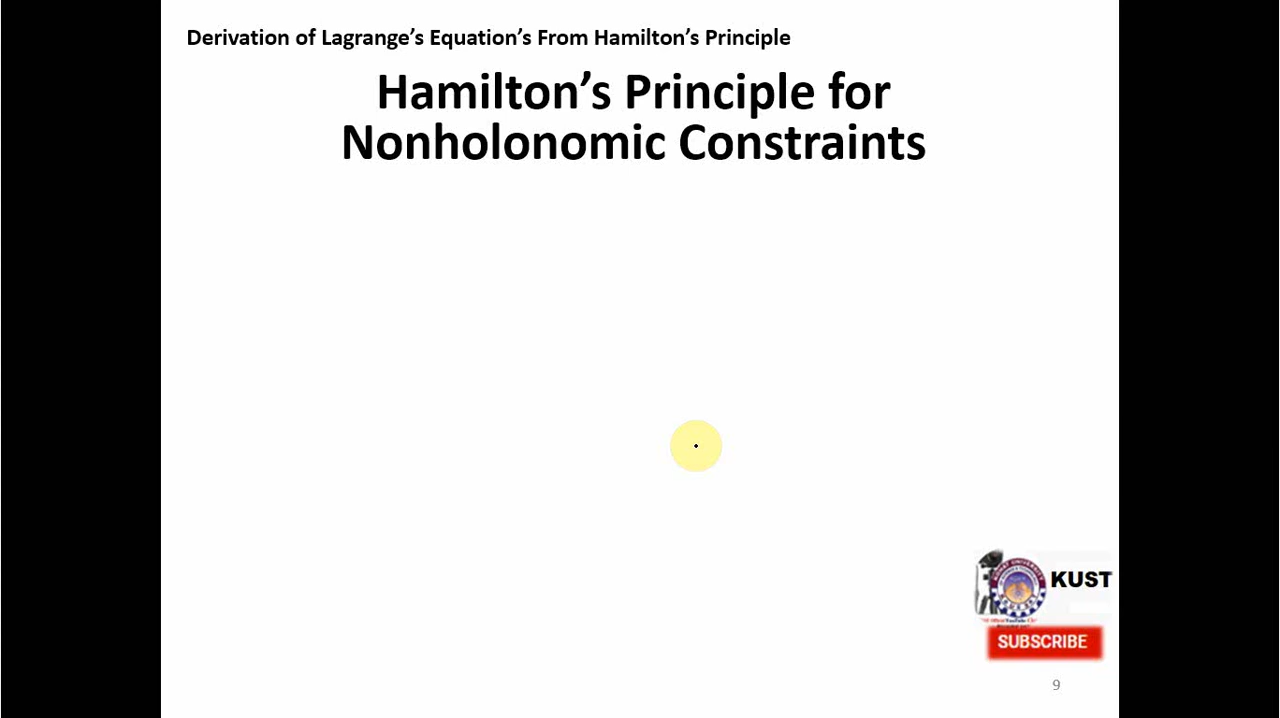 Derivation of Lagrange’s Equation’s From Hamilton’s Principle
Hamilton’s Principle for
Nonholonomic Constraints
KUST
SUBSCRIBE
9